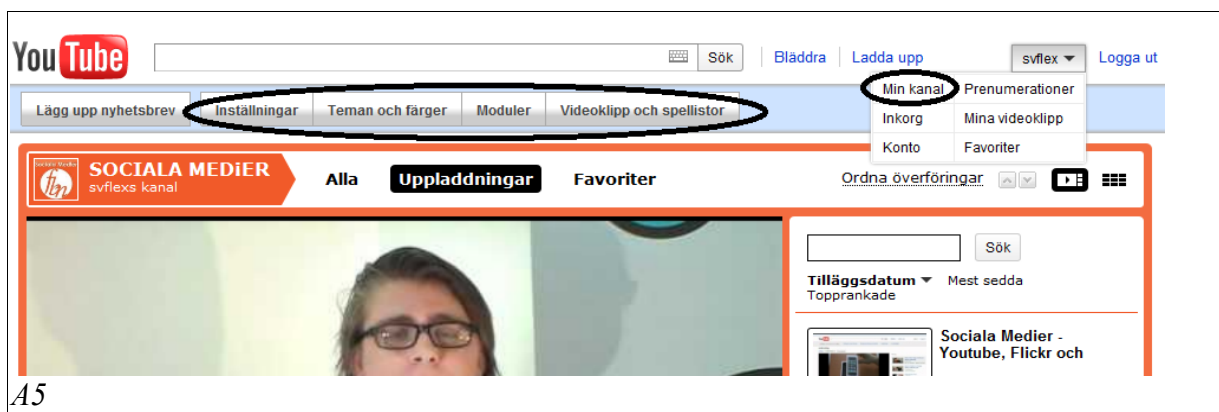 YouTube Sök Bläddra Ladda upp svflex Logga ut
Min kanal Prenumerationer
Inkorg Mina videoklipp
Konto Favoriter
Lägg upp nyhetsbrev Inställningar Teman och färger Moduler Videoklipp och spellistor
SOCIALA MEDiER
svflexs kanal
Alla Uppladdningar Favoriter Ordna överföringar
Sök
Tilläggsdatum Mest sedda
Topprankade
Sociala Medier -
Youtube, Flickr och
A5